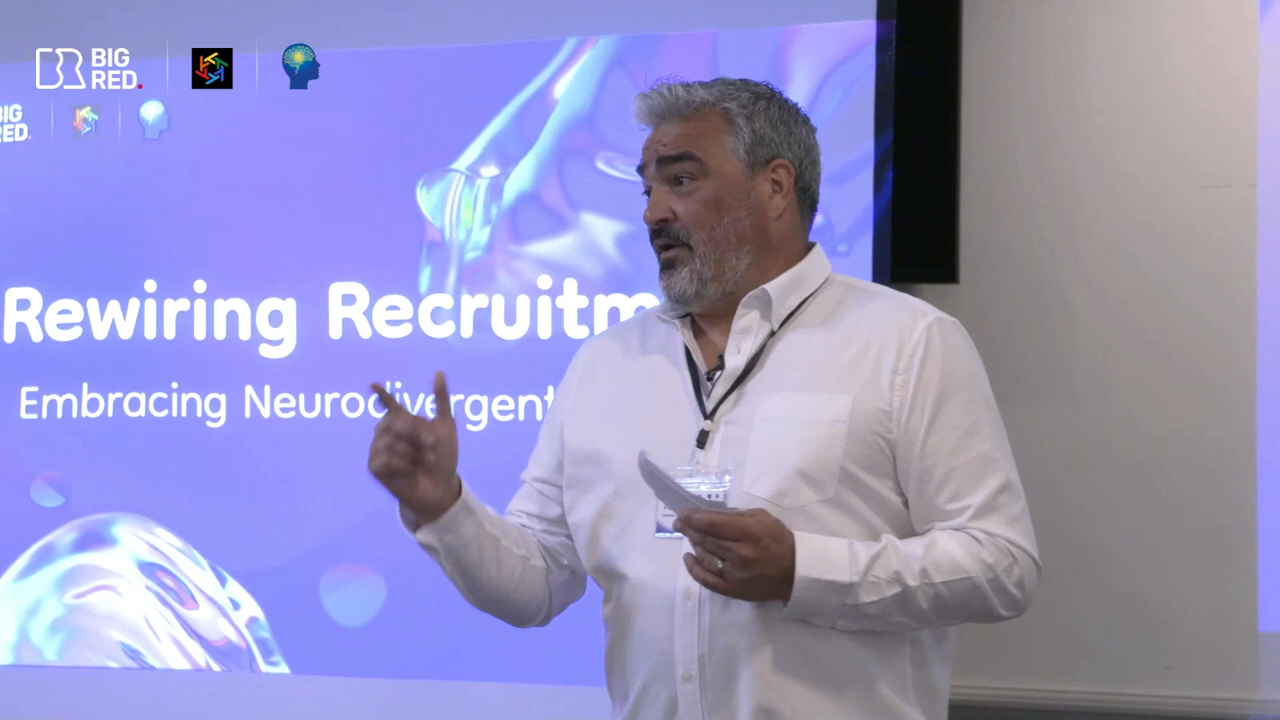 BIG
RED.
BIG
RED.
Rewiring Recruitm
Embracing Neurodivergent